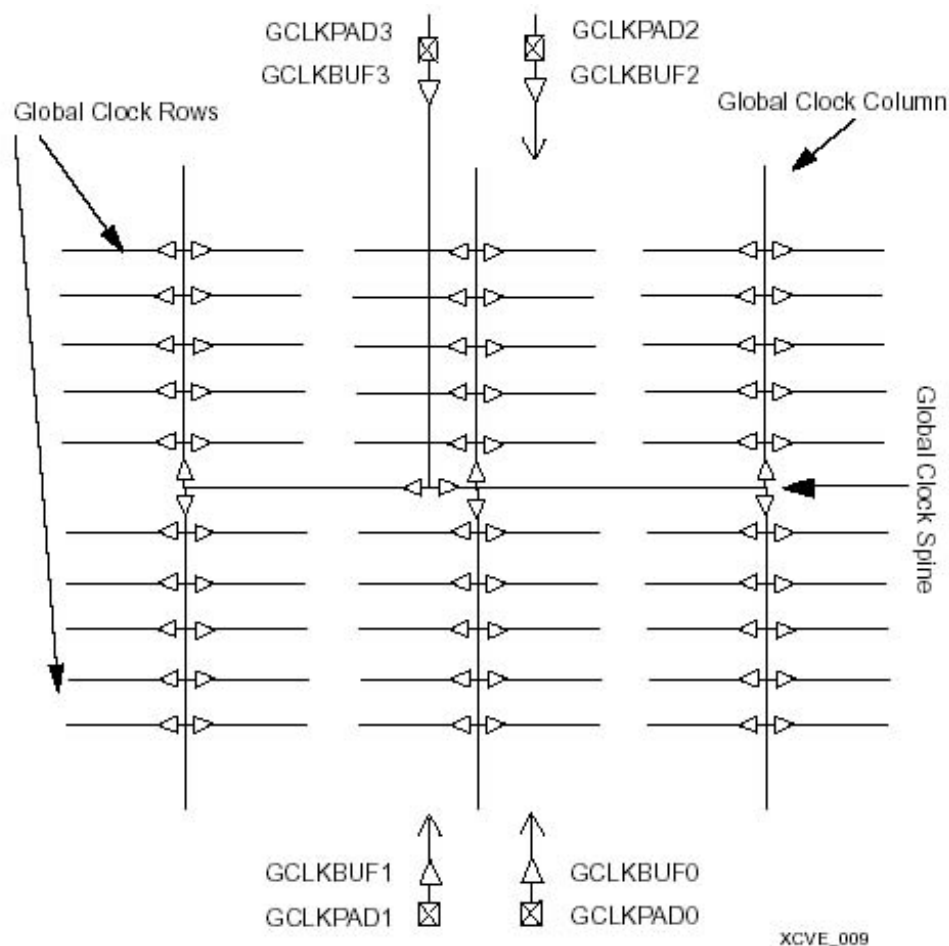 GCLKPAD3
GCLKPAD2
GCLKBUF3
GCLKBUF2
Global Clock Rows
Global Clock Column
Global Clock Spine
GCLKBUF1
GCLKBUF0
GCLKPAD1
GCLKPAD0
XCVE_009